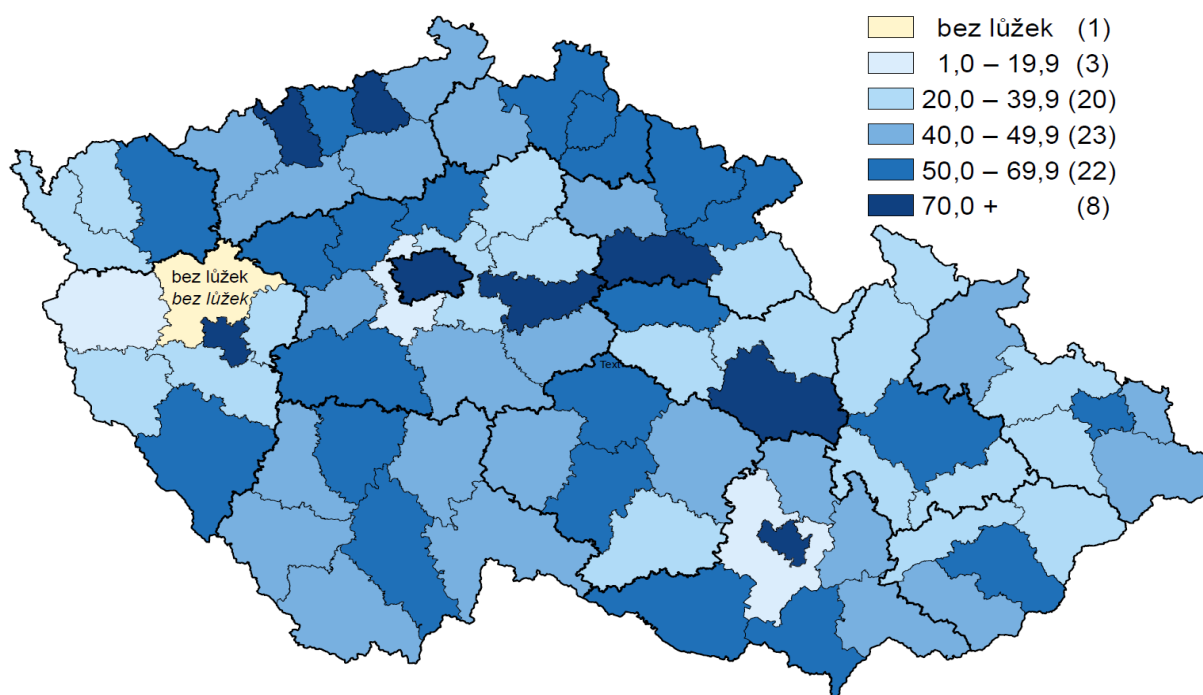 bez lůžek (1)
1,0 – 19,9 (3)
20,0 – 39,9 (20)
40,0 – 49,9 (23)
50,0 – 69,9 (22)
70,0 + (8)
bez lůžek
bez lůžek
Text